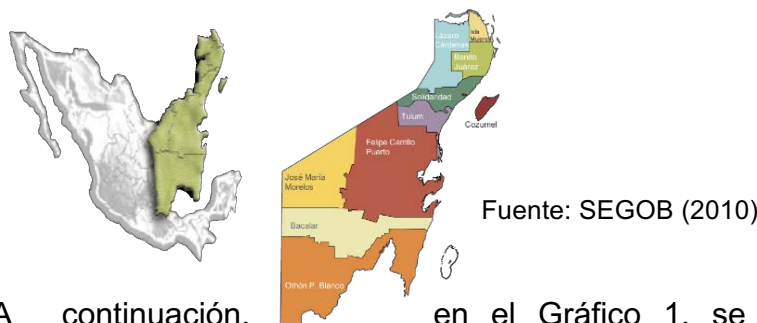 Lázaro
Cárdenas
Isla
Mujeres
Benito
Juárez
Solidaridad
Tulum
Cozumel
Felipe Carrillo
Puerto
José María
Morelos
Bacalar
Othón P. Blanco
Fuente: SEGOB (2010)
A continuación, en el Gráfico 1, se